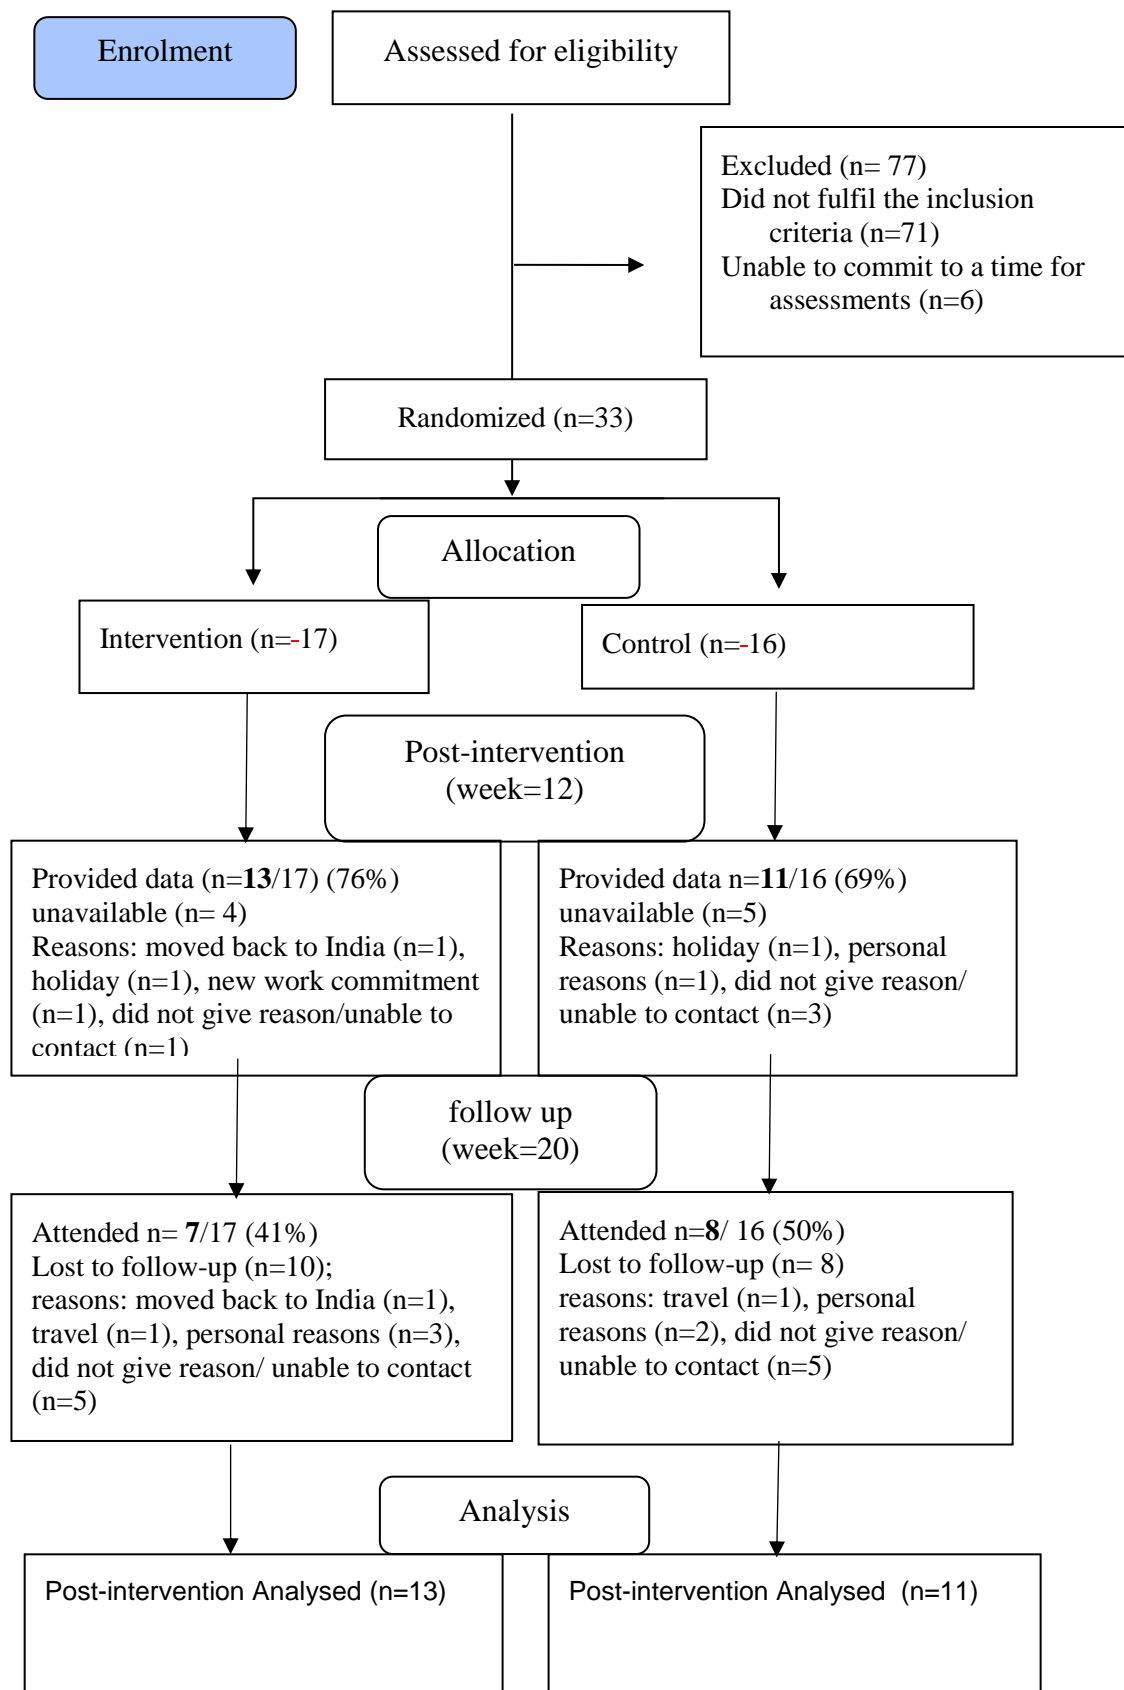 Enrolment
Assessed for eligibility
Excluded (n= 77)
Did not fulfil the inclusion
criteria (n=71)
Unable to commit to a time for
assessments (n=6)
Randomized (n=33)
Allocation
Intervention (n=-17)
Control (n=-16)
Post-intervention
(week=12)
Provided data (n=13/17) (76%)
unavailable (n= 4)
Reasons: moved back to India (n=1),
holiday (n=1), new work commitment
(n=1), did not give reason/unable to
contact (n=1)
Provided data n=11/16 (69%)
unavailable (n=5)
Reasons: holiday (n=1), personal
reasons (n=1), did not give reason/
unable to contact (n=3)
follow up
(week=20)
Attended n= 7/17 (41%)
Lost to follow-up (n=10);
reasons: moved back to India (n=1),
travel (n=1), personal reasons (n=3),
did not give reason/ unable to contact
(n=5)
Attended n=8/ 16 (50%)
Lost to follow-up (n= 8)
reasons: travel (n=1), personal
reasons (n=2), did not give reason/
unable to contact (n=5)
Analysis
Post-intervention Analysed (n=13)
Post-intervention Analysed  (n=11)